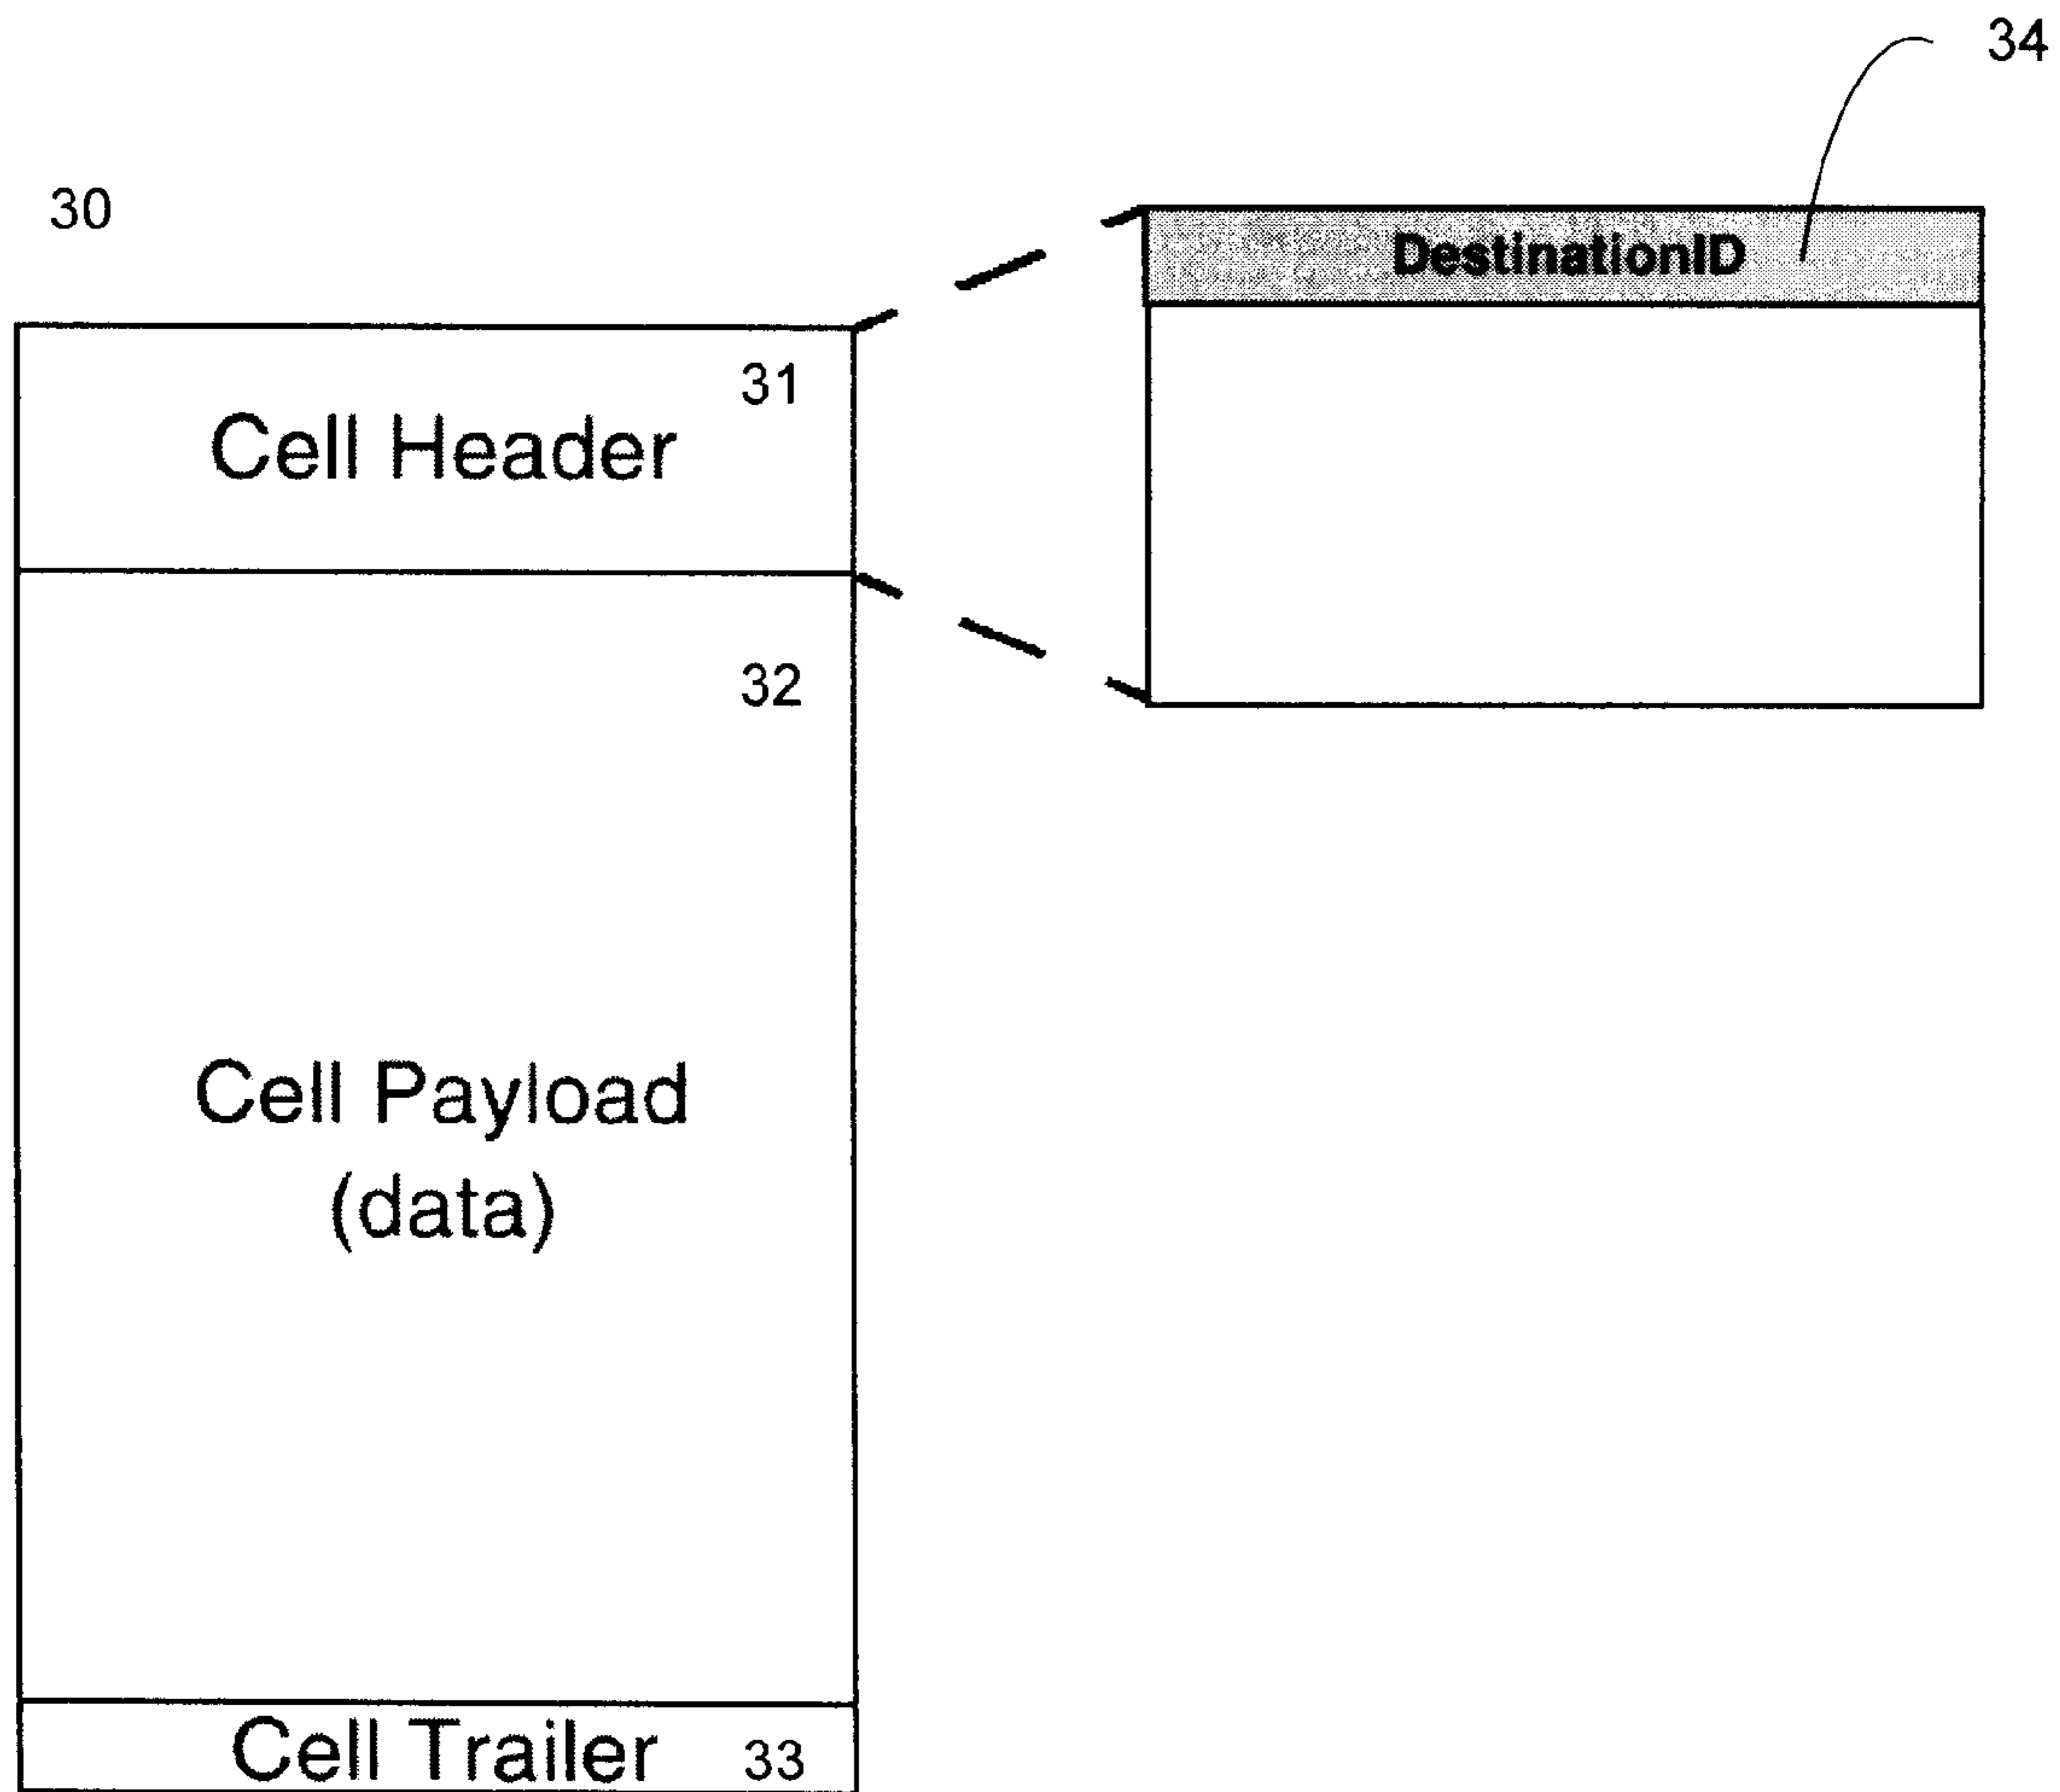 34
30
DestinationID
31
Cell Header
32
Cell Payload
(data)
Cell Trailer 33